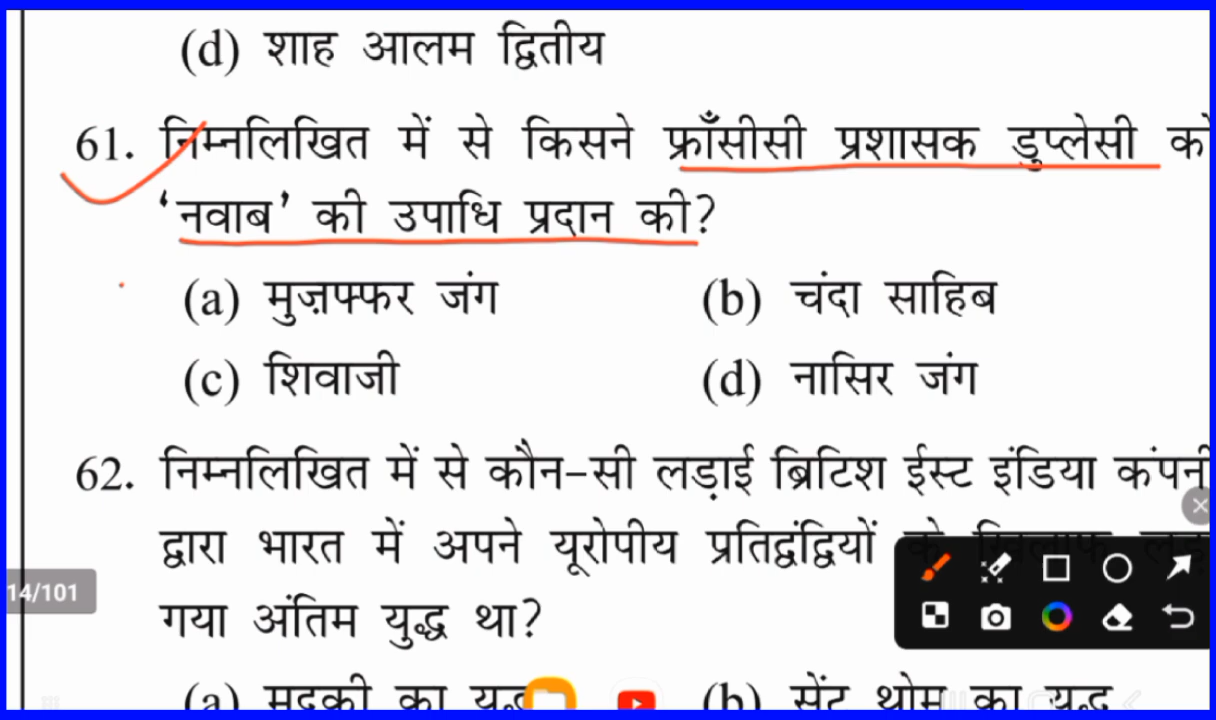 (d) शाह आलम द्वितीय
61. निम्नलिखित में से किसने फ्राँसीसी प्रशासक डुप्लेसी को
‘नवाब’ की उपाधि प्रदान की?
(a) मुज़फ्फर जंग (b) चंदा साहिब
(c) शिवाजी (d) नासिर जंग
62. निम्नलिखित में से कौन-सी लड़ाई ब्रिटिश ईस्ट इंडिया कंपनी
द्वारा भारत में अपने यूरोपीय प्रतिद्वंद्वियों के खिलाफ
14/101
गया अंतिम युद्ध था?
(a) मुदकी का युद्ध (b) सेंट थोम का युद्ध